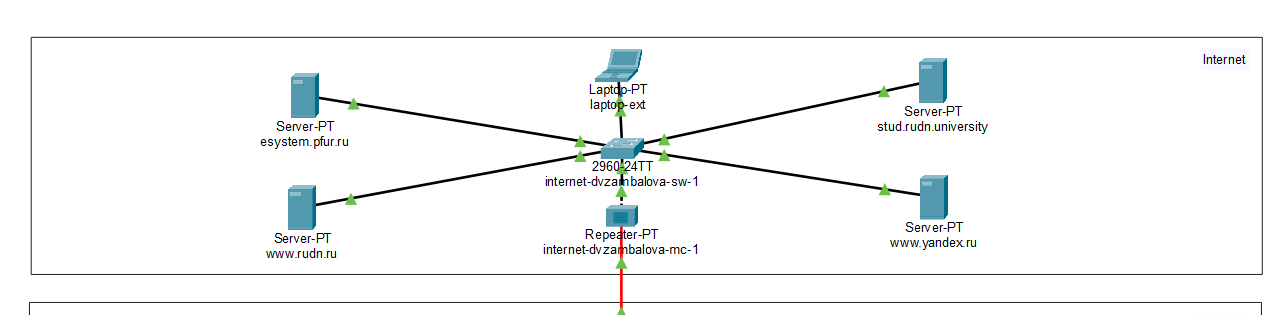 Internet
Laptop-PT
laptop-ext
Server-PT
esystem.pfur.ru
Server-PT
stud.rudn.university
2960-24TT
internet-dvzambalova-sw-1
Server-PT
www.rudn.ru
Repeater-PT
internet-dvzambalova-mc-1
Server-PT
www.yandex.ru